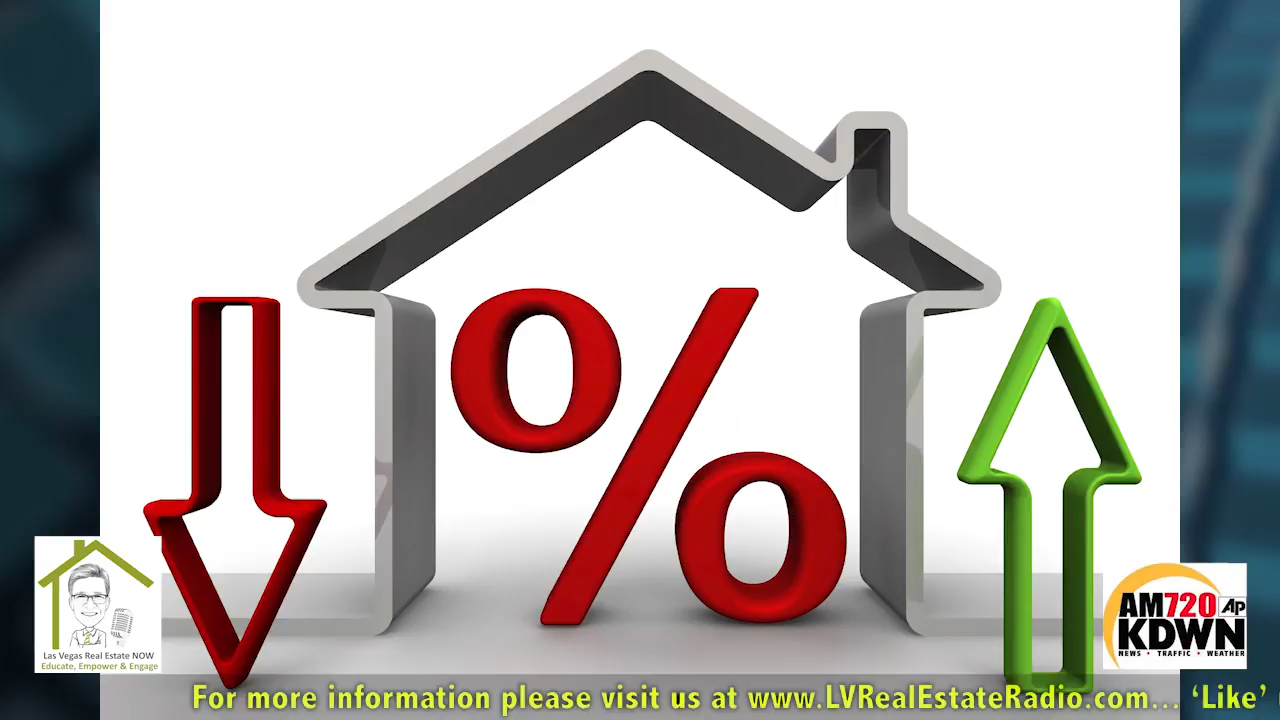 %
Las Vegas Real Estate NOW
Educate, Empower & Engage
AM720 AP
KDWN
NEWS • TRAFFIC • WEATHER
For more information please visit us at www.LVRealEstateRadio.com... ‘Like’